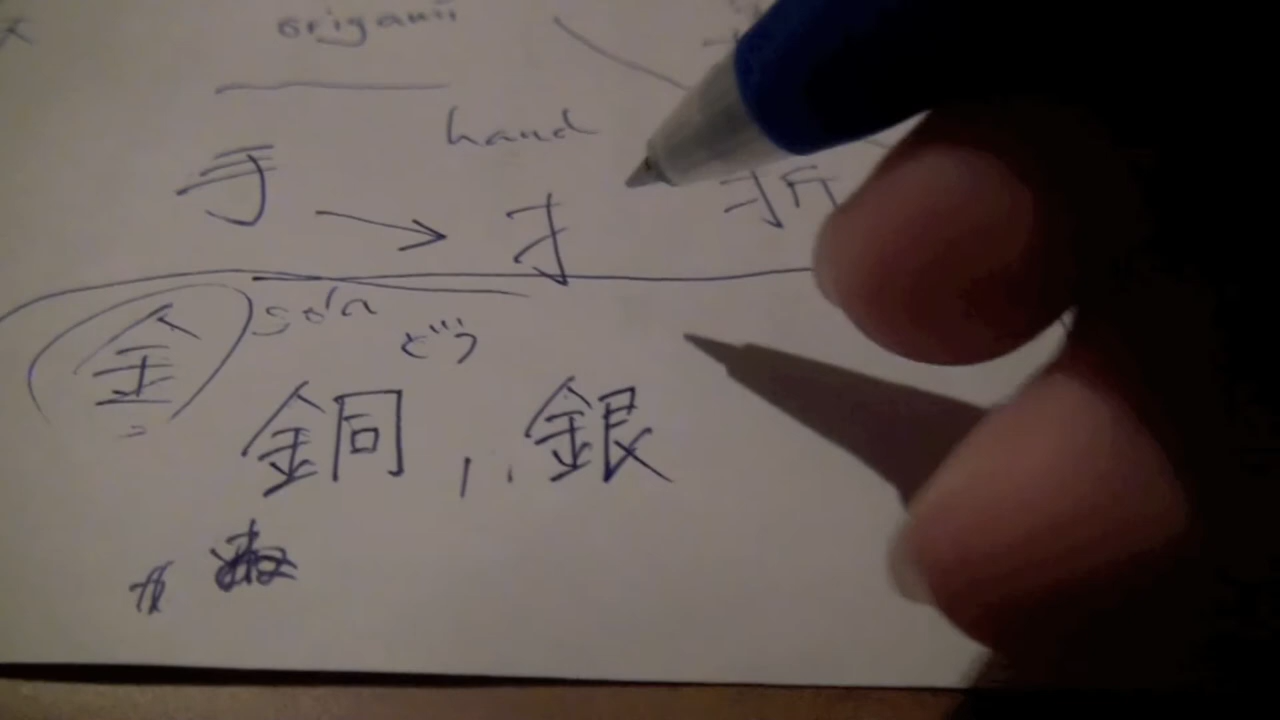 origami
hand
手 → 扌 折
金
どう
銅, 銀